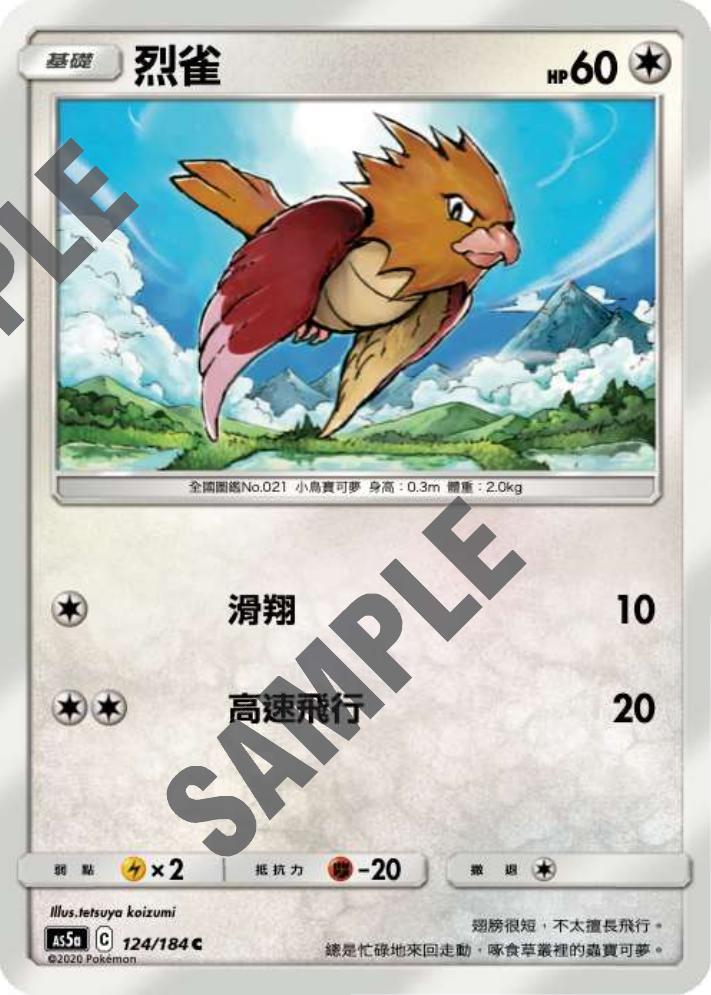 基礎 烈雀 HP60
全國圖鑑No.021 小鳥寶可夢 身高：0.3m 體重：2.0kg
滑翔 10
高速飛行 20
弱點 ×2 抵抗力 -20 撤退
Illus.tetsuya koizumi
AS5a C 124/184 C
©2020 Pokémon
翅膀很短，不太擅長飛行。
總是忙碌地來回走動，啄食草叢裡的蟲寶可夢。
SAMPLE
PLE